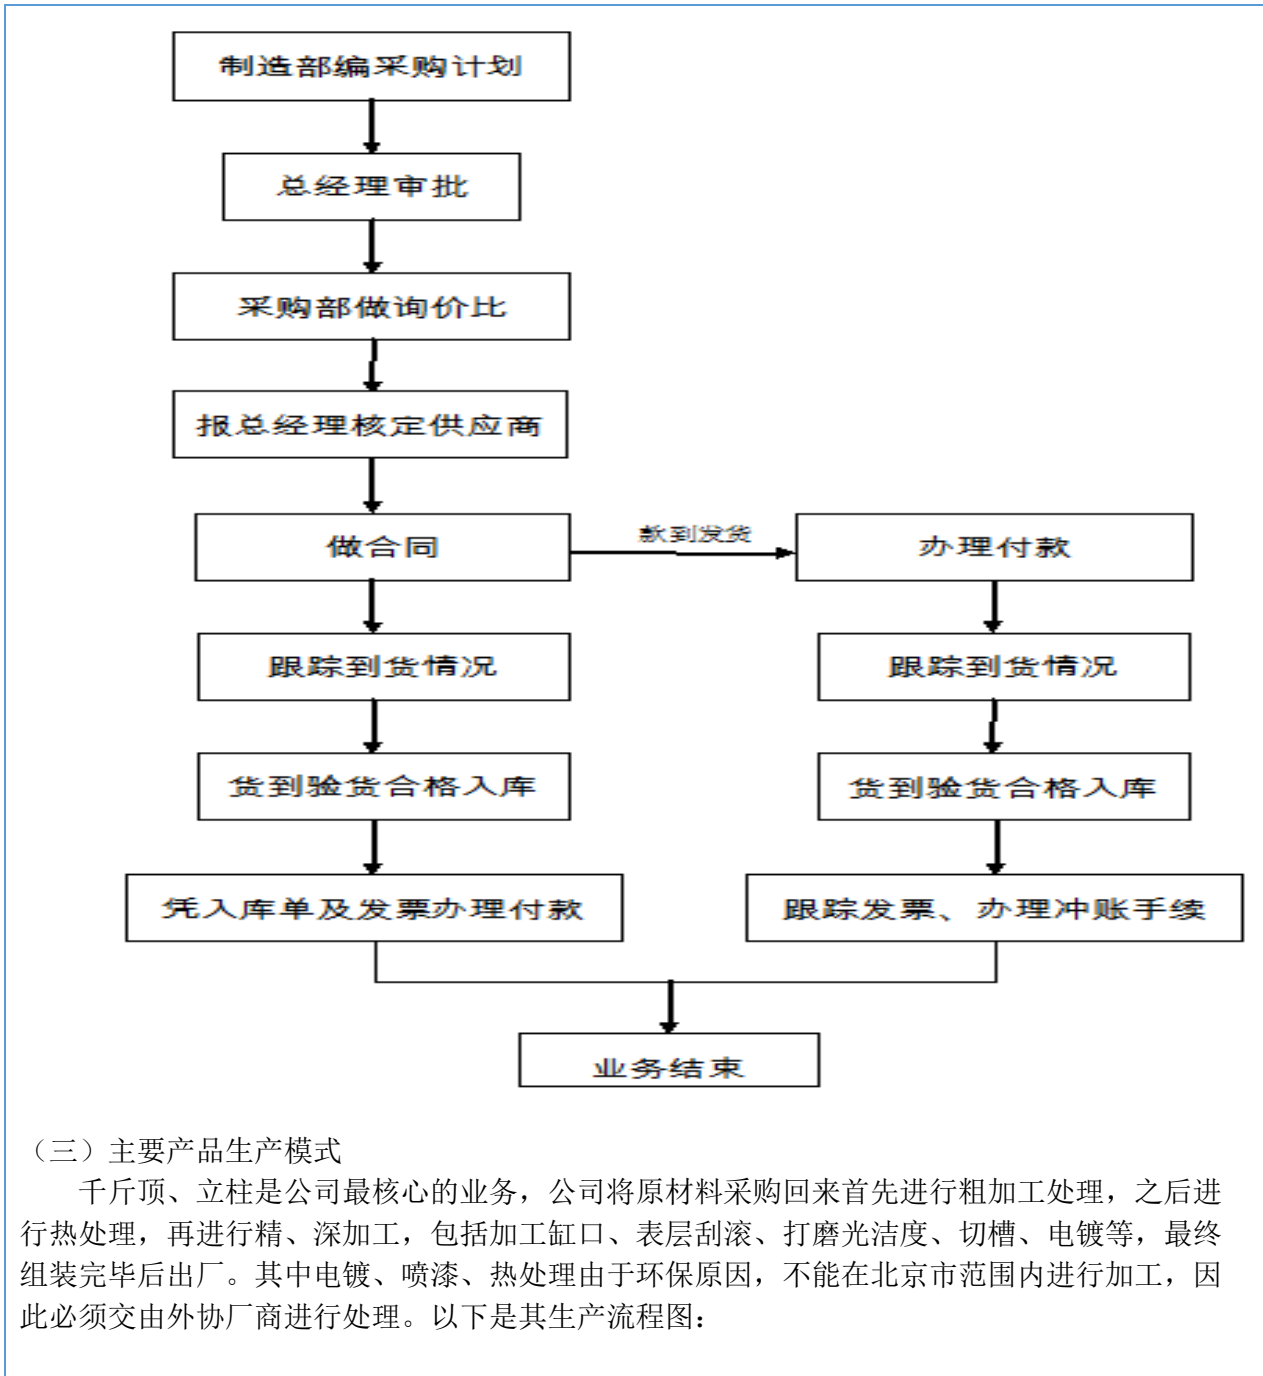 制造部编采购计划
总经理审批
采购部做询价比
报总经理核定供应商
做合同
款到发货
办理付款
跟踪到货情况
跟踪到货情况
货到验货合格入库
货到验货合格入库
凭入库单及发票办理付款
跟踪发票、办理冲账手续
业务结束
（三）主要产品生产模式
千斤顶、立柱是公司最核心的业务，公司将原材料采购回来首先进行粗加工处理，之后进
行热处理，再进行精、深加工，包括加工缸口、表层刮滚、打磨光洁度、切槽、电镀等，最终
组装完毕后出厂。其中电镀、喷漆、热处理由于环保原因，不能在北京市范围内进行加工，因
此必须交由外协厂商进行处理。以下是其生产流程图：